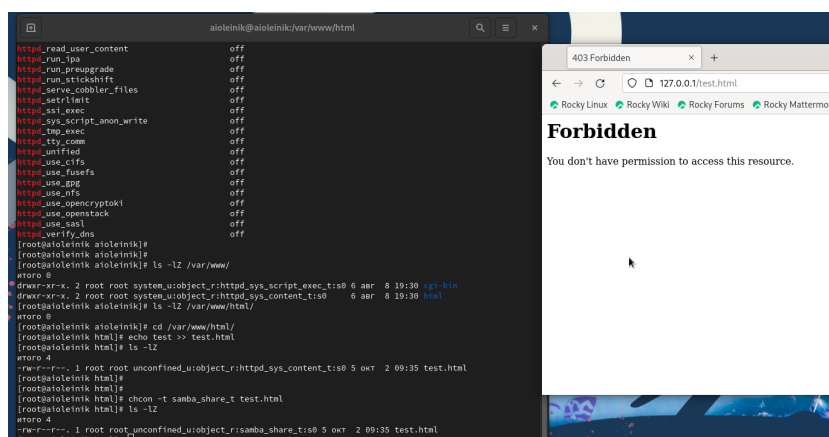 aioleinik@aioleinik:/var/www/html
httpd_read_user_content off
httpd_run_ipa off
httpd_run_preupgrade off
httpd_run_stickshift off
httpd_serve_cobbler_files off
httpd_setrlimit off
httpd_ssi_exec off
httpd_sys_script_anon_write off
httpd_tmp_exec off
httpd_tty_comm off
httpd_unified off
httpd_use_cifs off
httpd_use_fusefs off
httpd_use_gpg off
httpd_use_nfs off
httpd_use_opencryptoki off
httpd_use_openstack off
httpd_use_sasl off
httpd_verify_dns off
[root@aioleinik aioleinik]#
[root@aioleinik aioleinik]#
[root@aioleinik aioleinik]# ls -lZ /var/www/
итого 0
drwxr-xr-x. 2 root root system_u:object_r:httpd_sys_script_exec_t:s0 6 авг 8 19:30 cgi-bin
drwxr-xr-x. 2 root root system_u:object_r:httpd_sys_content_t:s0 6 авг 8 19:30 html
[root@aioleinik aioleinik]# ls -lZ /var/www/html/
итого 0
[root@aioleinik aioleinik]# cd /var/www/html/
[root@aioleinik html]# echo test >> test.html
[root@aioleinik html]# ls -lZ
итого 4
-rw-r--r--. 1 root root unconfined_u:object_r:httpd_sys_content_t:s0 5 окт 2 09:35 test.html
[root@aioleinik html]#
[root@aioleinik html]#
[root@aioleinik html]# chcon -t samba_share_t test.html
[root@aioleinik html]# ls -lZ
итого 4
-rw-r--r--. 1 root root unconfined_u:object_r:samba_share_t:s0 5 окт 2 09:35 test.html
403 Forbidden
127.0.0.1/test.html
Rocky Linux Rocky Wiki Rocky Forums Rocky Mattermo
Forbidden
You don't have permission to access this resource.